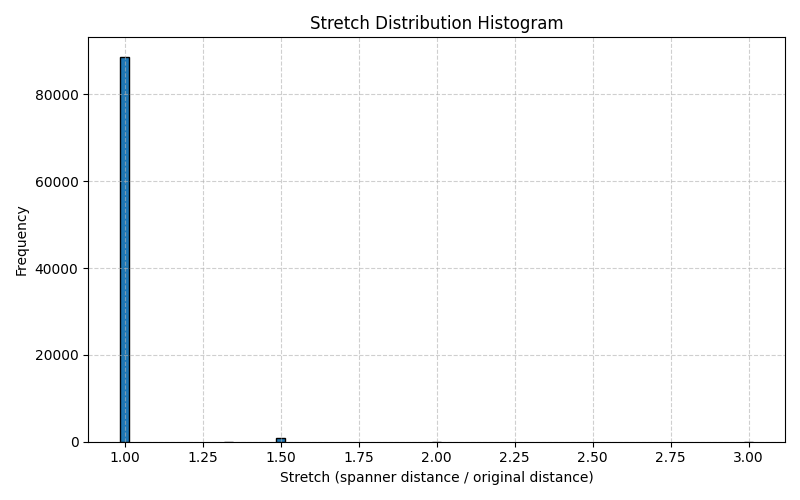 Stretch Distribution Histogram
Frequency
80000
60000
40000
20000
0
1.00 1.25 1.50 1.75 2.00 2.25 2.50 2.75 3.00
Stretch (spanner distance / original distance)